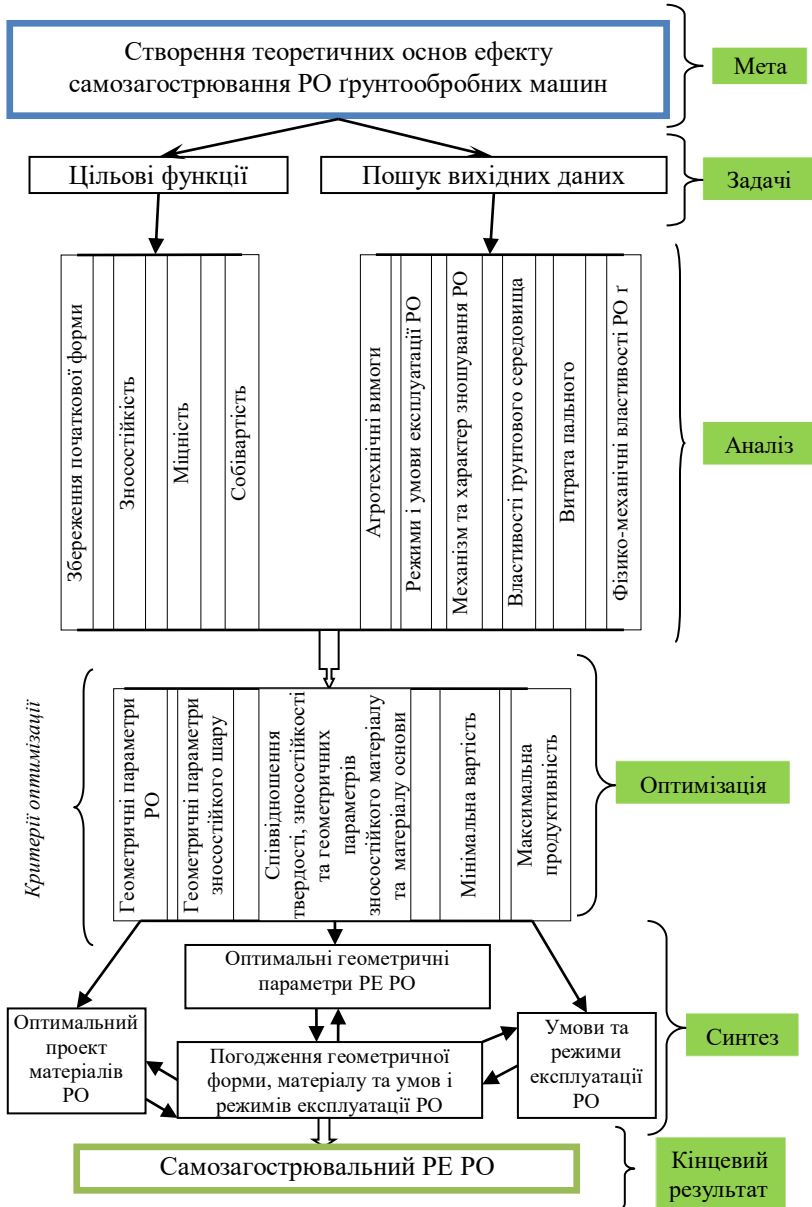 Створення теоретичних основ ефекту
самозагострювання РО ґрунтообробних машин
Мета
Цільові функції
Пошук вихідних даних
Задачі
Збереження початкової форми
Зносостійкість
Міцність
Собівартість
Агротехнічні вимоги
Режими і умови експлуатації РО
Механізм та характер зношування РО
Властивості ґрунтового середовища
Витрата пального
Фізико-механічні властивості РО ґ
Аналіз
Критерії оптимізації
Геометричні параметри
РО
Геометричні параметри
зносостійкого шару
Співвідношення
твердості, зносостійкості
та геометричних
параметрів
зносостійкого матеріалу
та матеріалу основи
Мінімальна вартість
Максимальна
продуктивність
Оптимізація
Оптимальні геометричні
параметри РЕ РО
Оптимальний
проект
матеріалів
РО
Погодження геометричної
форми, матеріалу та умов і
режимів експлуатації РО
Умови та
режими
експлуатації
РО
Синтез
Самозагострювальний РЕ РО
Кінцевий
результат